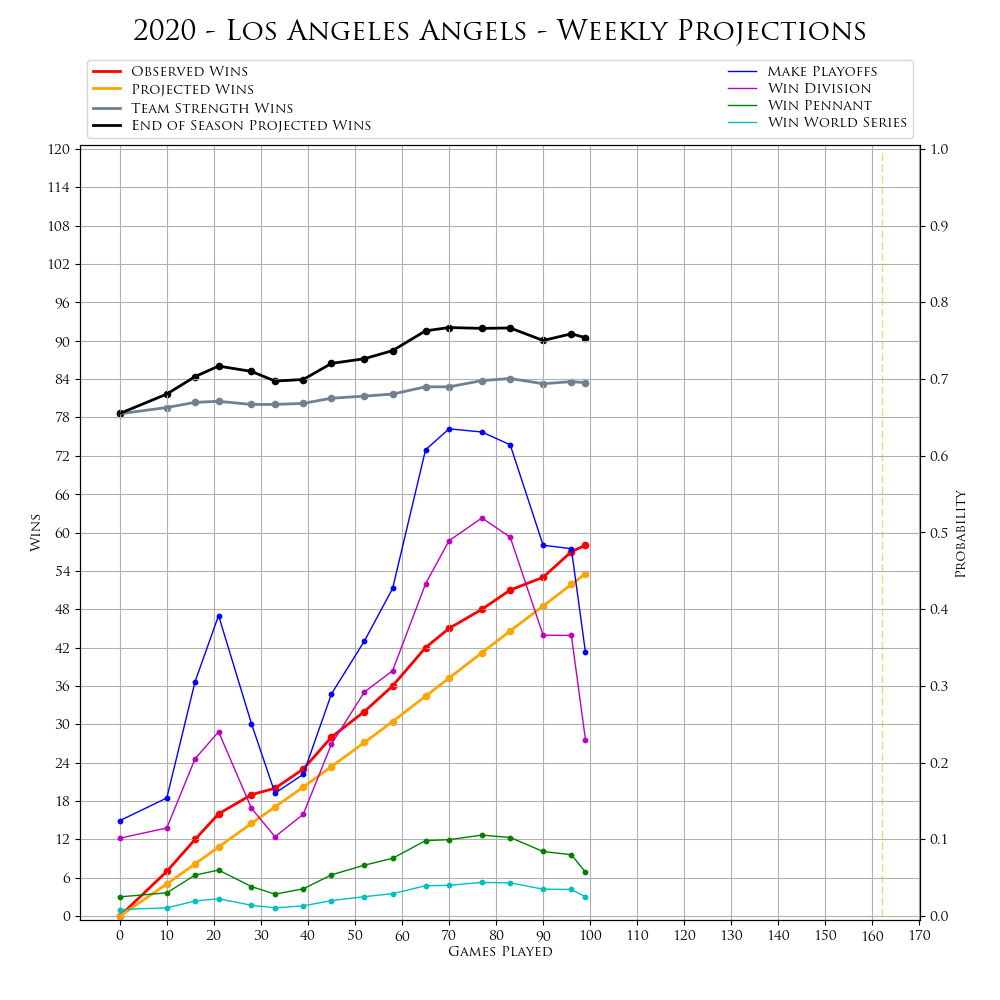 2020 - Los Angeles Angels - Weekly Projections
Observed Wins
Projected Wins
Team Strength Wins
End of Season Projected Wins
Make Playoffs
Win Division
Win Pennant
Win World Series
120
114
108
102
96
90
84
78
72
66
60
54
48
42
36
30
24
18
12
6
0
Wins
1.0
0.9
0.8
0.7
0.6
0.5
0.4
0.3
0.2
0.1
0.0
Probability
0 10 20 30 40 50 60 70 80 90 100 110 120 130 140 150 160 170
Games Played